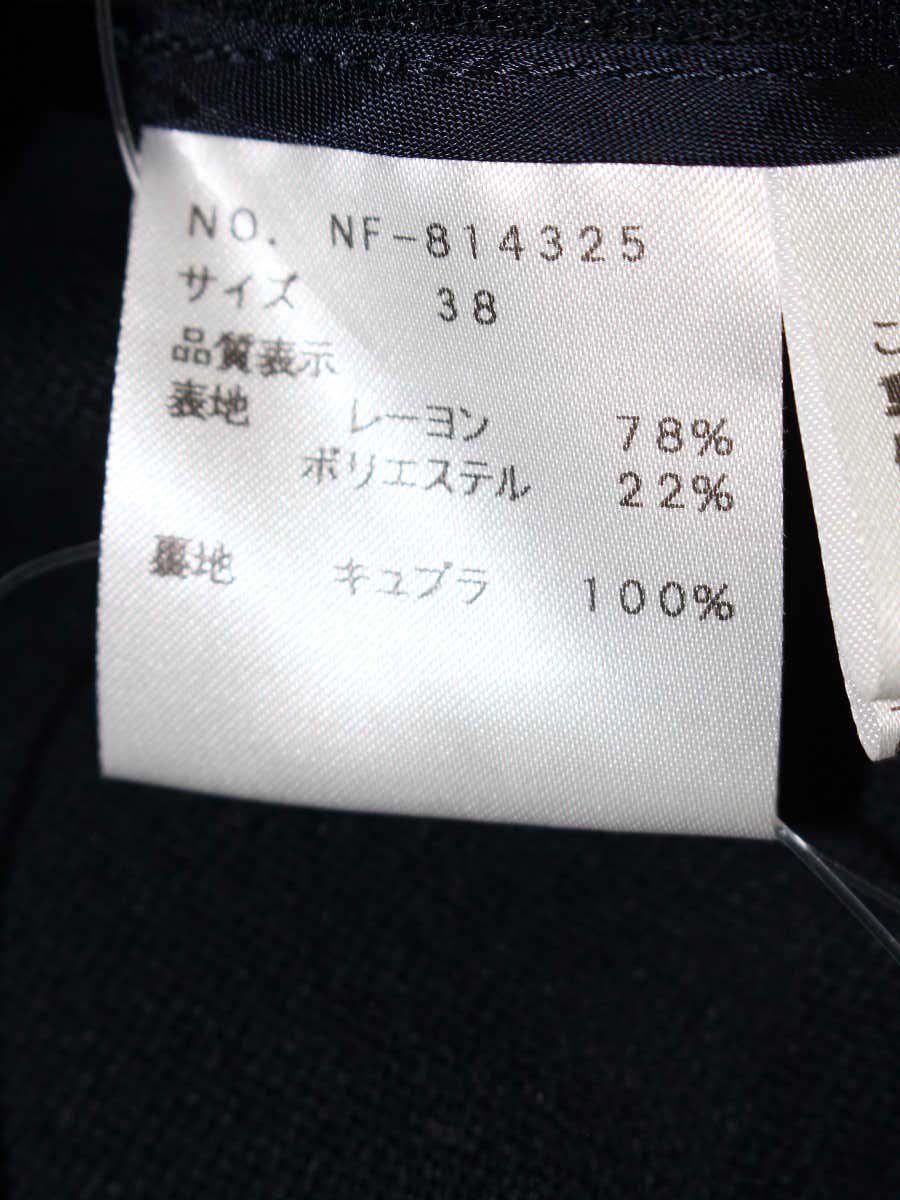 NO. NF-814325
サイズ 38
品質表示
表地 レーヨン 78%
ポリエステル 22%
裏地 キュプラ 100%
こ